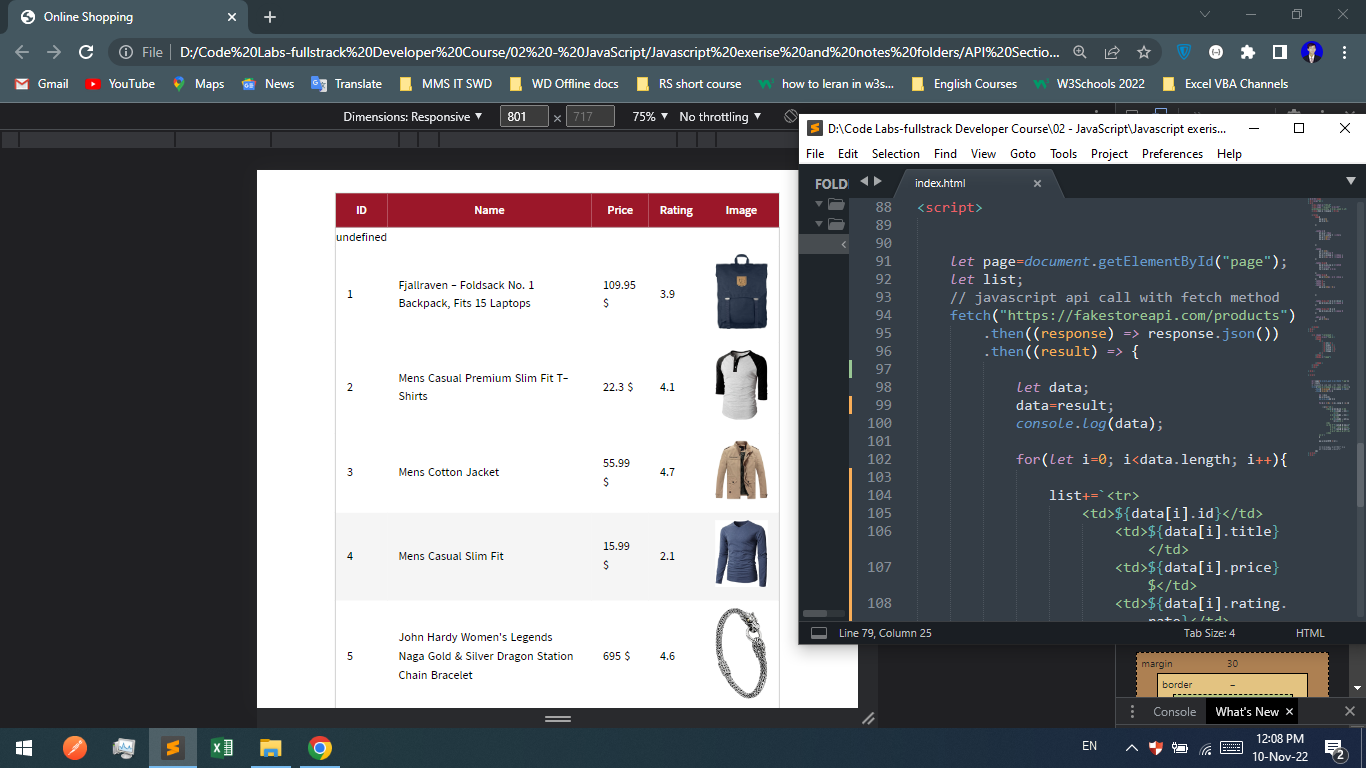 Online Shopping
File
D:/Code%20Labs-fullstrack%20Developer%20Course/02%20-%20JavaScript/Javascript%20exerise%20and%20notes%20folders/API%20Sectio...
Gmail
YouTube
Maps
News
Translate
MMS IT SWD
WD Offline docs
RS short course
how to leran in w3s...
English Courses
W3Schools 2022
Excel VBA Channels
Dimensions: Responsive
801
×
717
75%
No throttling
ID Name Price Rating Image
undefined
1
Fjallraven – Foldsack No. 1
Backpack, Fits 15 Laptops
109.95
$
3.9
2
Mens Casual Premium Slim Fit T–
Shirts
22.3 $
4.1
3
Mens Cotton Jacket
55.99
$
4.7
4
Mens Casual Slim Fit
15.99
$
2.1
5
John Hardy Women's Legends
Naga Gold & Silver Dragon Station
Chain Bracelet
695 $
4.6
D:\Code Labs-fullstrack Developer Course\02 - JavaScript\Javascript exeris...
File Edit Selection Find View Goto Tools Project Preferences Help
FOLD
index.html
88 <script>
89
90
91 let page=document.getElementById("page");
92 let list;
93 // javascript api call with fetch method
94 fetch("https://fakestoreapi.com/products")
95 .then((response) => response.json())
96 .then((result) => {
97
98 let data;
99 data=result;
100 console.log(data);
101
102 for(let i=0; i<data.length; i++){
103
104 list+=`<tr>
105 <td>${data[i].id}</td>
106 <td>${data[i].title}
</td>
107 <td>${data[i].price}
$</td>
108 <td>${data[i].rating.
Line 79, Column 25
Tab Size: 4
HTML
margin
30
border
–
Console
What's New
EN
12:08 PM
10-Nov-22
2